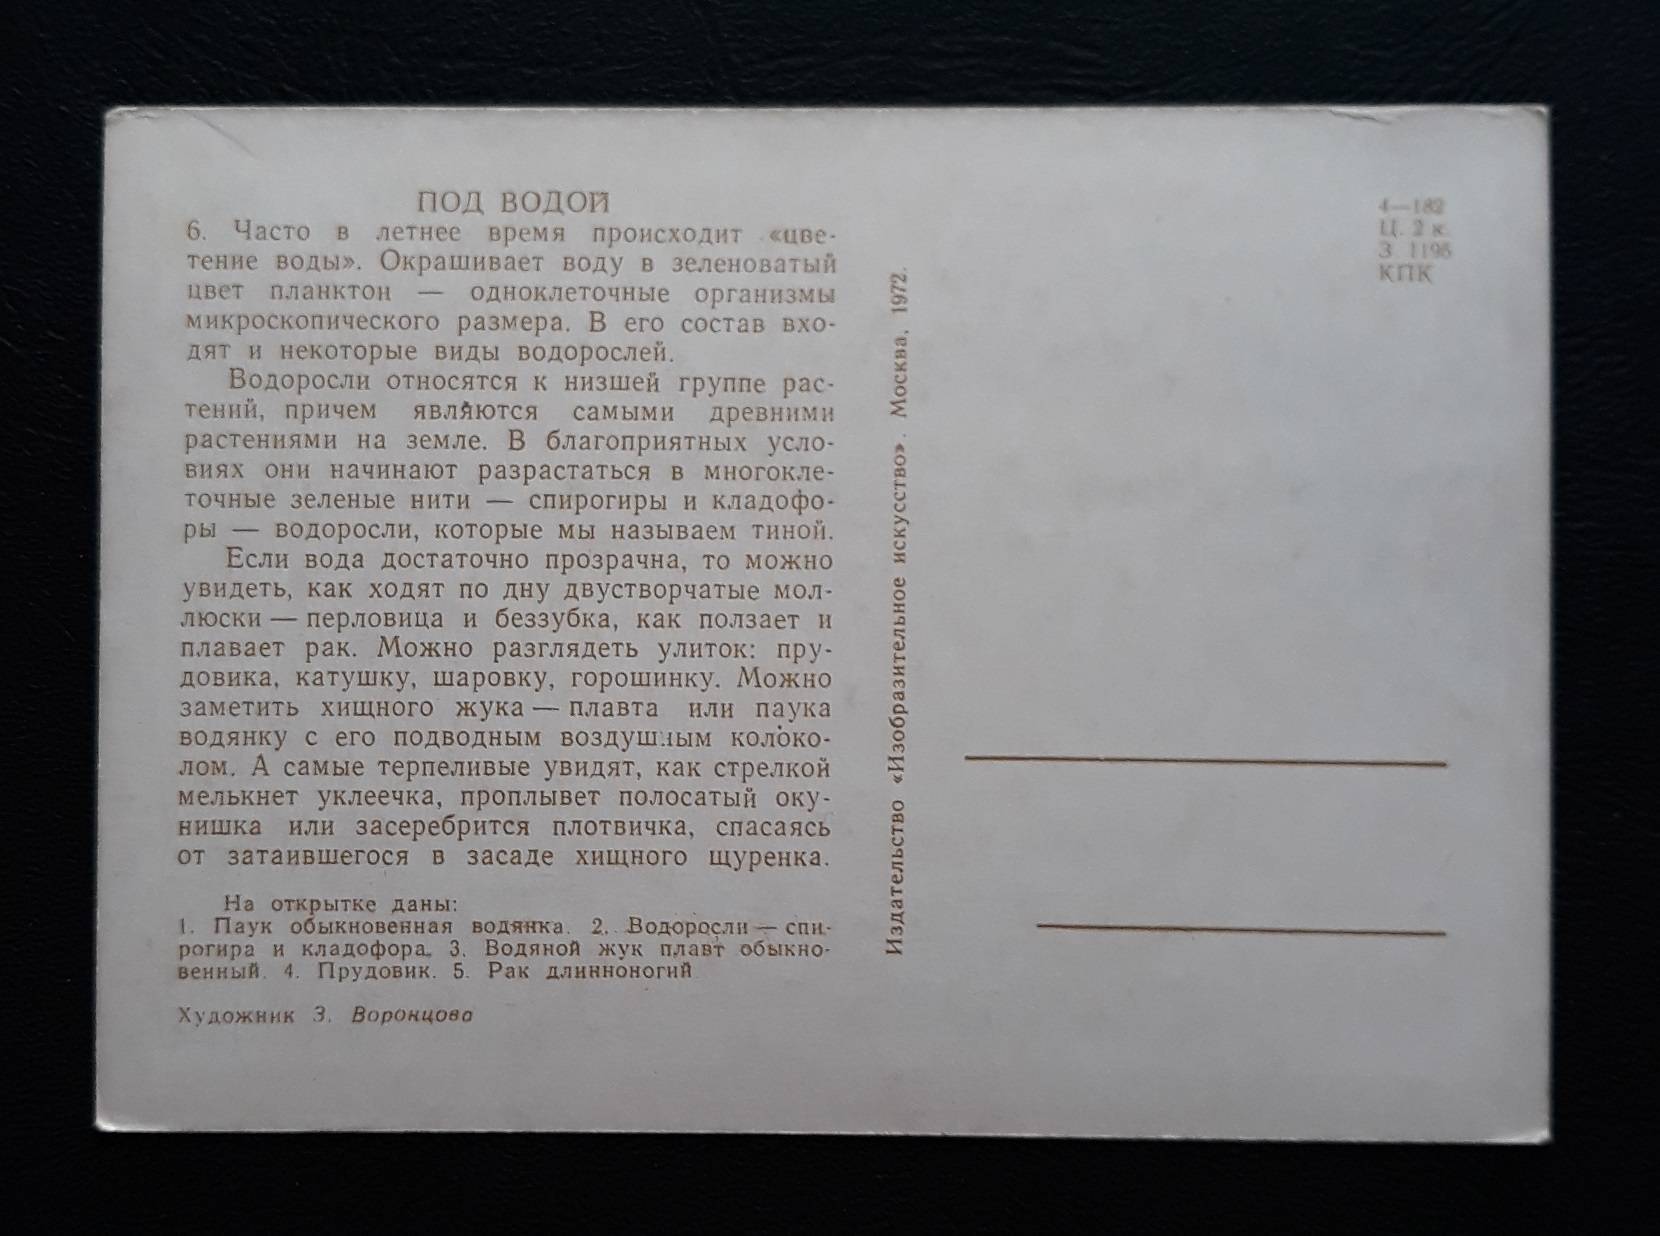 ПОД ВОДОЙ
6. Часто в летнее время происходит «цве-
тение воды». Окрашивает воду в зеленоватый
цвет планктон — одноклеточные организмы
микроскопического размера. В его состав вхо-
дят и некоторые виды водорослей.
Водоросли относятся к низшей группе рас-
тений, причем являются самыми древними
растениями на земле. В благоприятных усло-
виях они начинают разрастаться в многокле-
точные зеленые нити — спирогиры и кладофо-
ры — водоросли, которые мы называем тиной.
Если вода достаточно прозрачна, то можно
увидеть, как ходят по дну двустворчатые мол-
люски — перловица и беззубка, как ползает и
плавает рак. Можно разглядеть улиток: пру-
довика, катушку, шаровку, горошинку. Можно
заметить хищного жука — плавта или паука
водянку с его подводным воздушным колоко-
лом. А самые терпеливые увидят, как стрелкой
мелькнет уклеечка, проплывет полосатый оку-
нишка или засеребрится плотвичка, спасаясь
от затаившегося в засаде хищного щуренка.
На открытке даны:
1. Паук обыкновенная водянка. 2. Водоросли — спи-
рогира и кладофора. 3. Водяной жук плавт обыкно-
венный. 4. Прудовик. 5. Рак длинноногий
Художник З. Воронцова
Издательство «Изобразительное искусство». Москва. 1972.
4—182
Ц. 2 к.
З. 1196
КПК